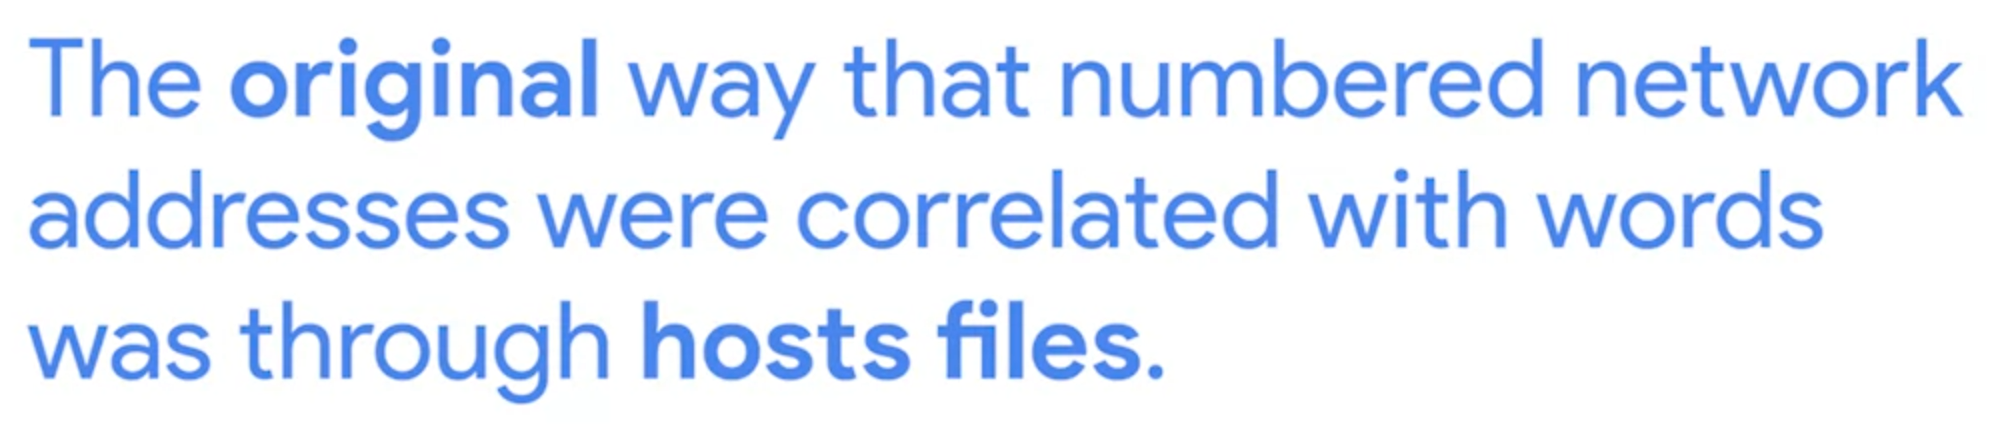 The original way that numbered network
addresses were correlated with words
was through hosts files.